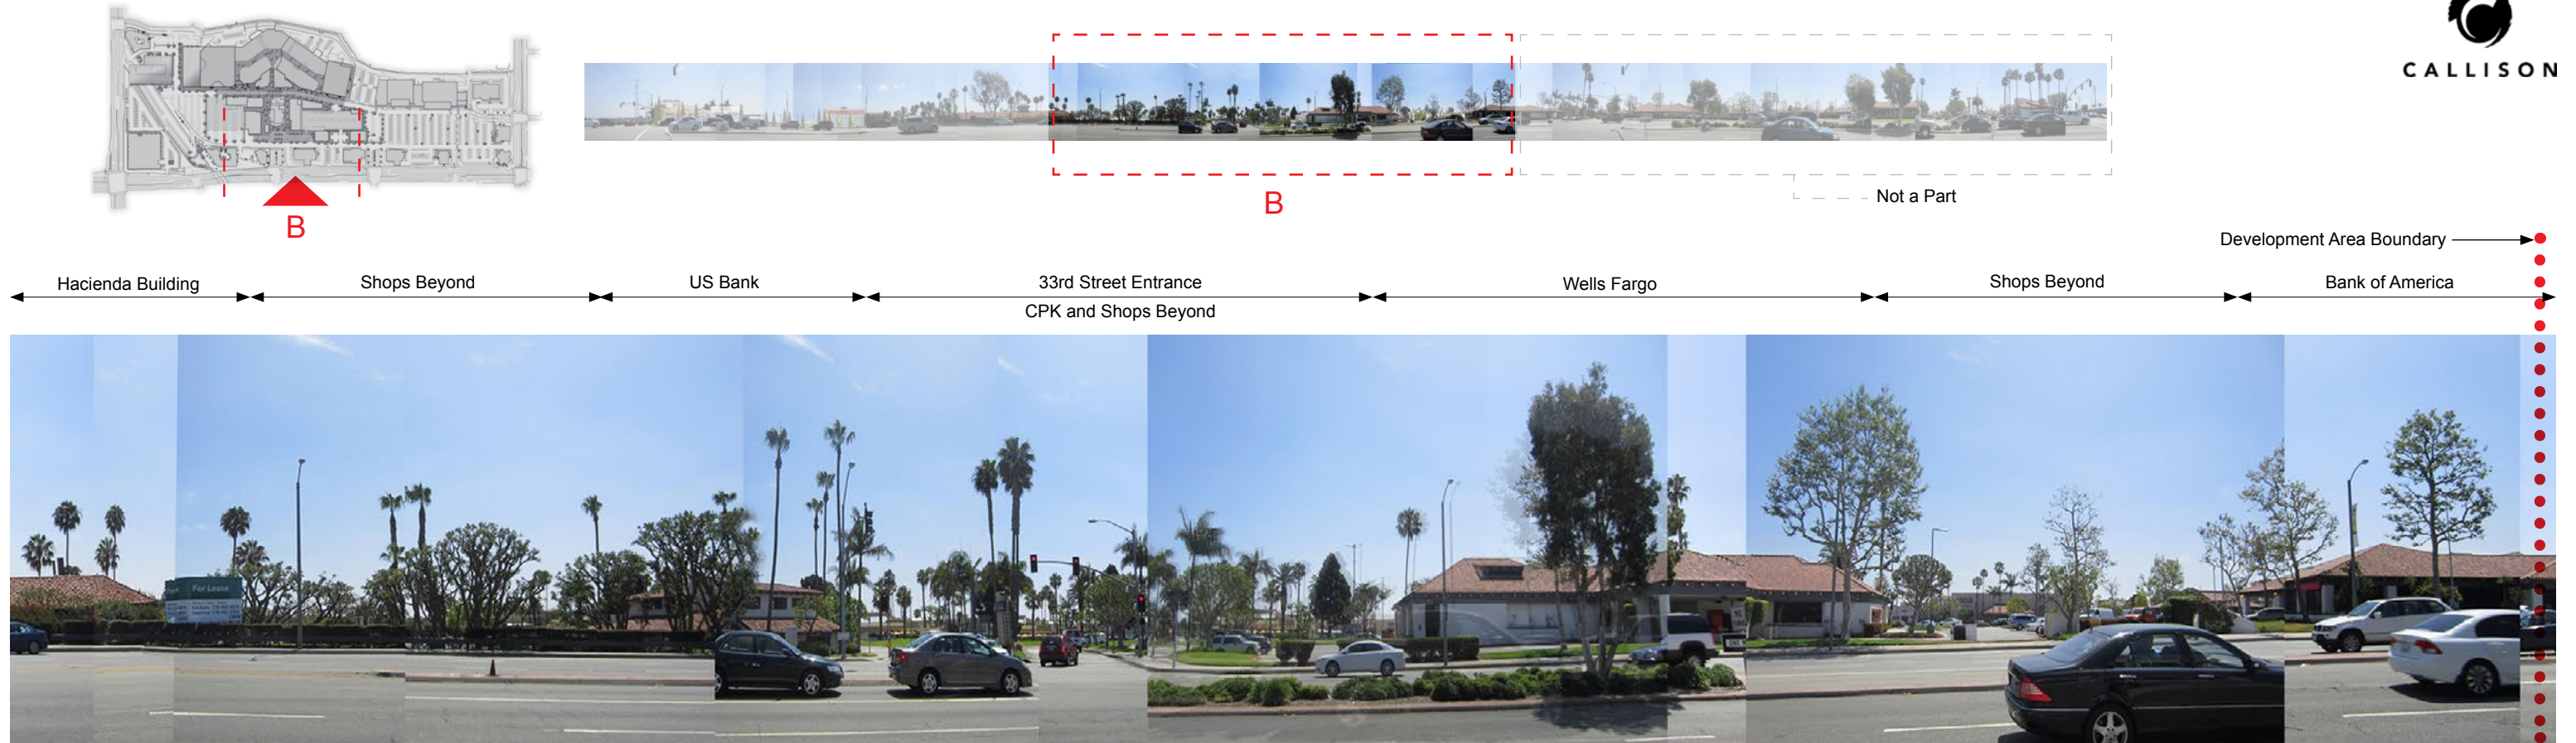 CALLISON
B
B
Not a Part
Development Area Boundary
Hacienda Building
Shops Beyond
US Bank
33rd Street Entrance
CPK and Shops Beyond
Wells Fargo
Shops Beyond
Bank of America
For Lease